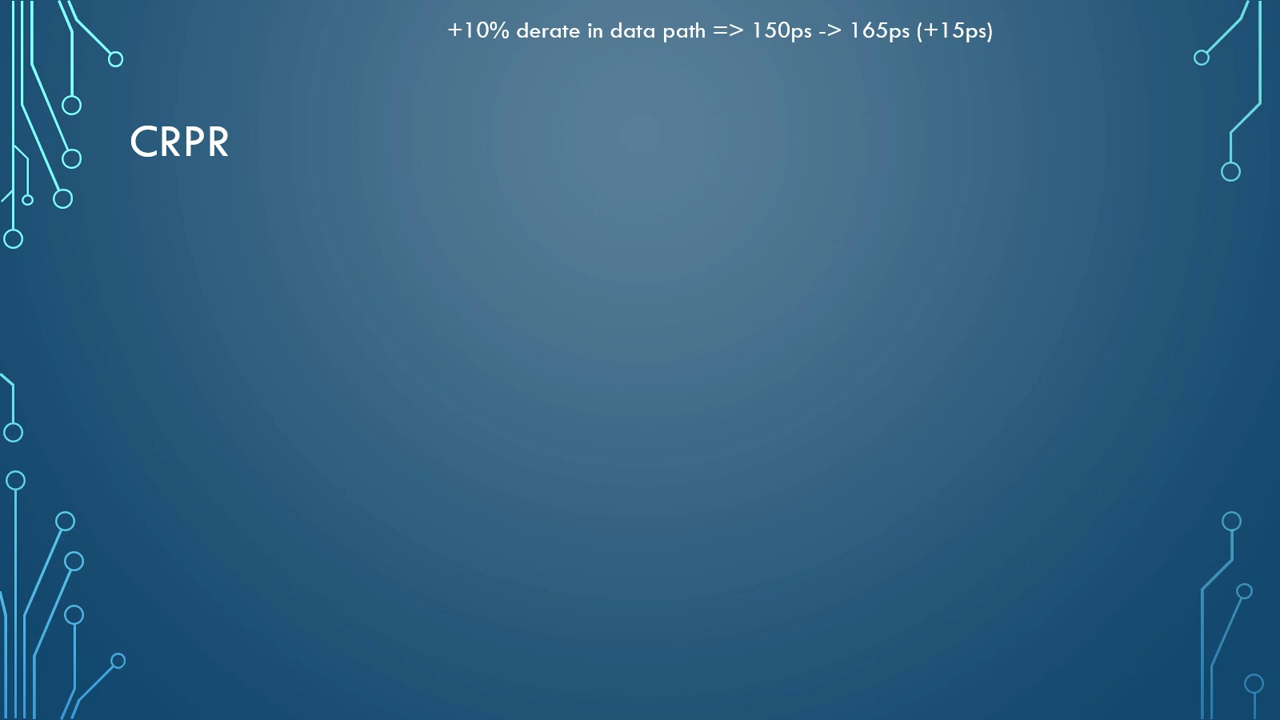 +10% derate in data path => 150ps -> 165ps (+15ps)
CRPR